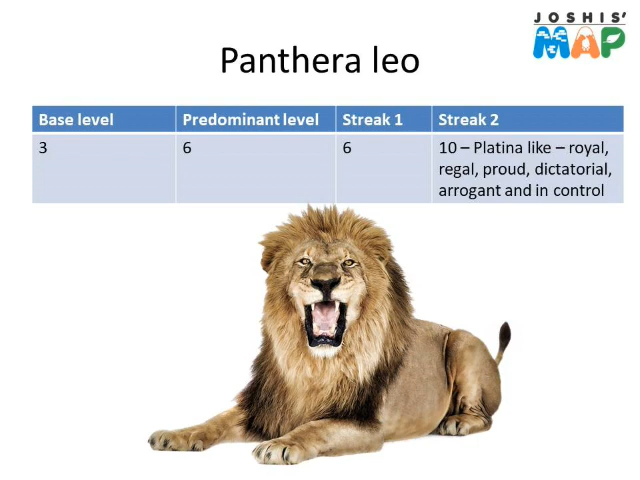 JOSHIS'
MAP
Panthera leo
Base level Predominant level Streak 1 Streak 2
3 6 6 10 – Platina like – royal,
regal, proud, dictatorial,
arrogant and in control